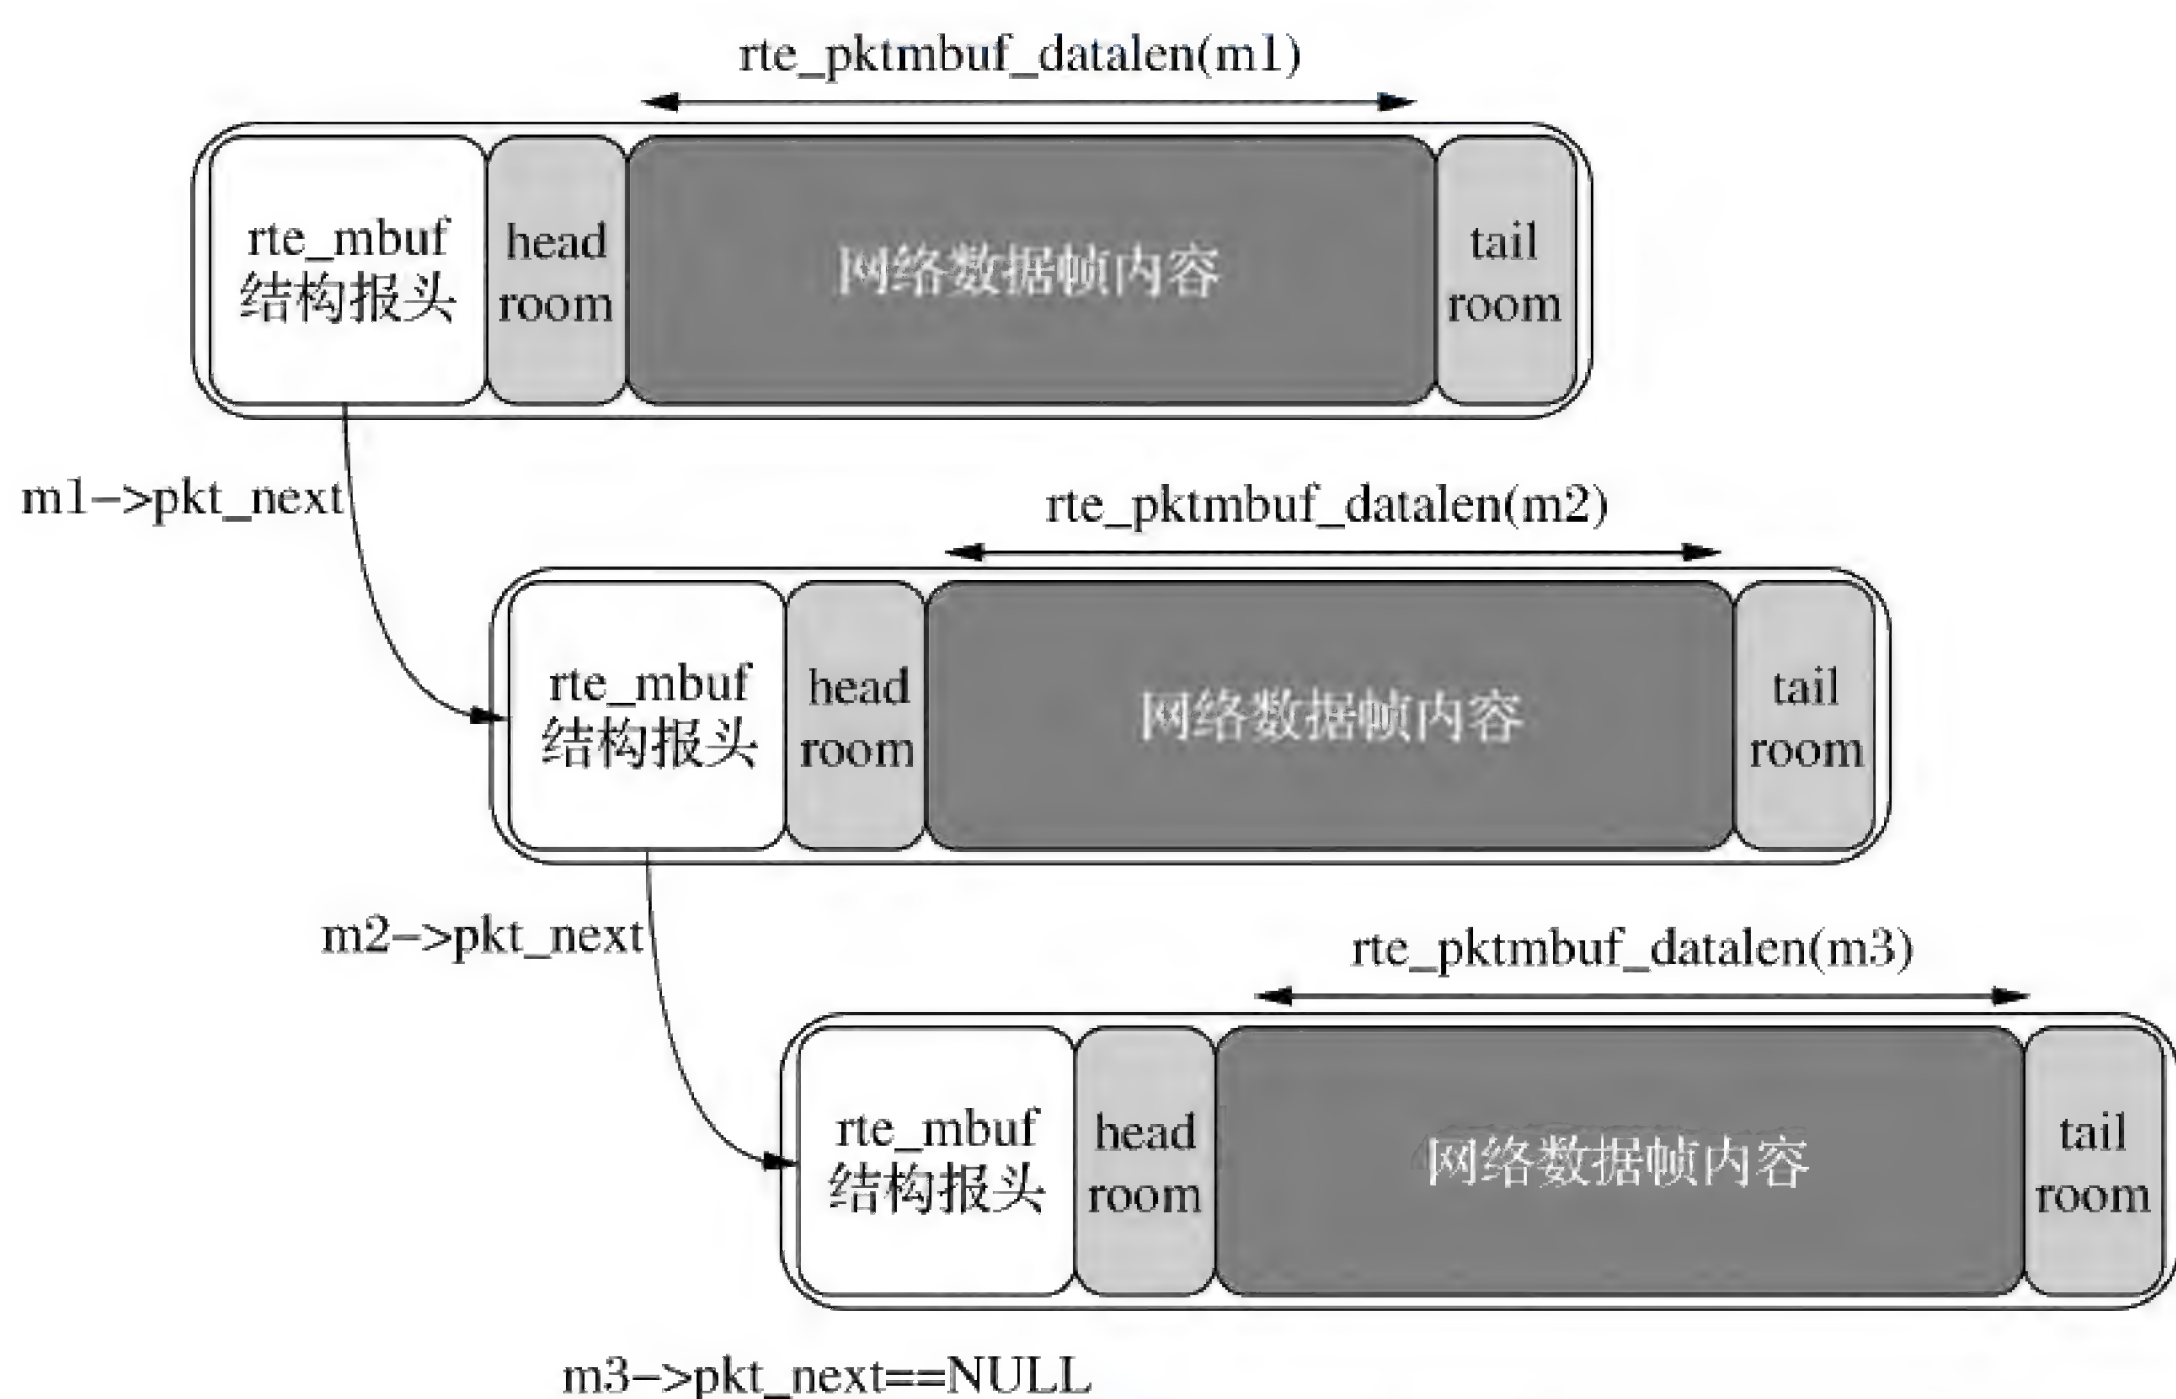 rte_pktmbuf_datalen(m1)
rte_mbuf
结构报头
head
room
网络数据帧内容
tail
room
m1->pkt_next
rte_pktmbuf_datalen(m2)
rte_mbuf
结构报头
head
room
网络数据帧内容
tail
room
m2->pkt_next
rte_pktmbuf_datalen(m3)
rte_mbuf
结构报头
head
room
网络数据帧内容
tail
room
m3->pkt_next==NULL